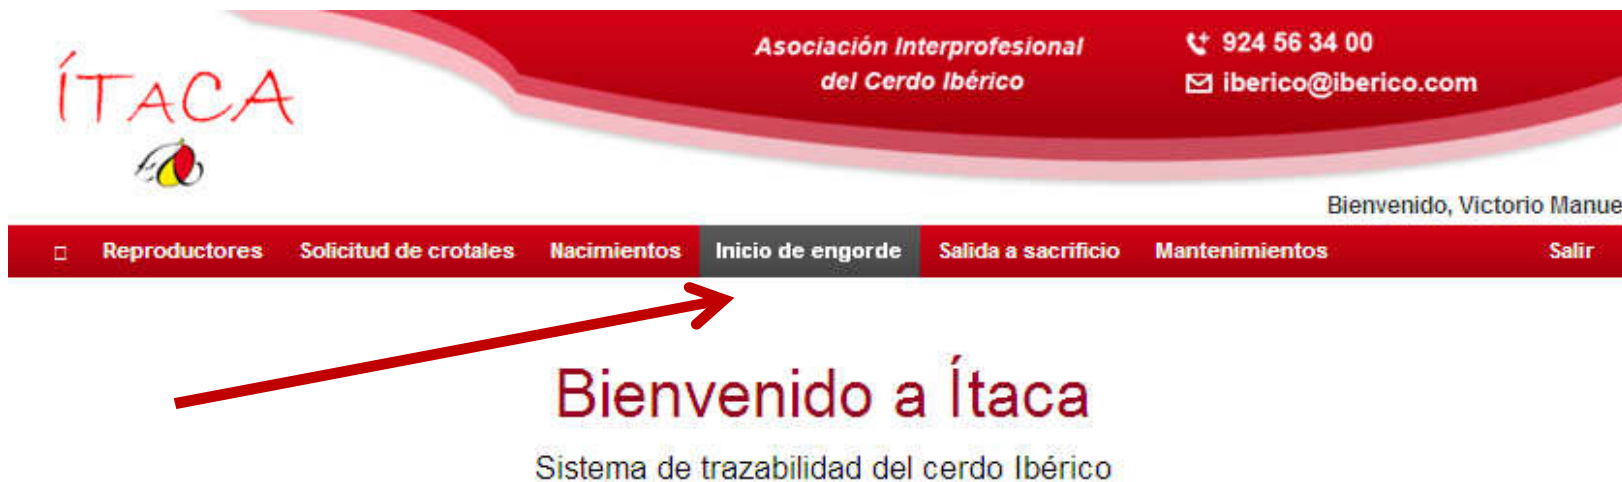 ÍTACA
Asociación Interprofesional
del Cerdo Ibérico
924 56 34 00
iberico@iberico.com
Bienvenido, Victorio Manue
Reproductores Solicitud de crotales Nacimientos Inicio de engorde Salida a sacrificio Mantenimientos Salir
Bienvenido a Ítaca
Sistema de trazabilidad del cerdo Ibérico